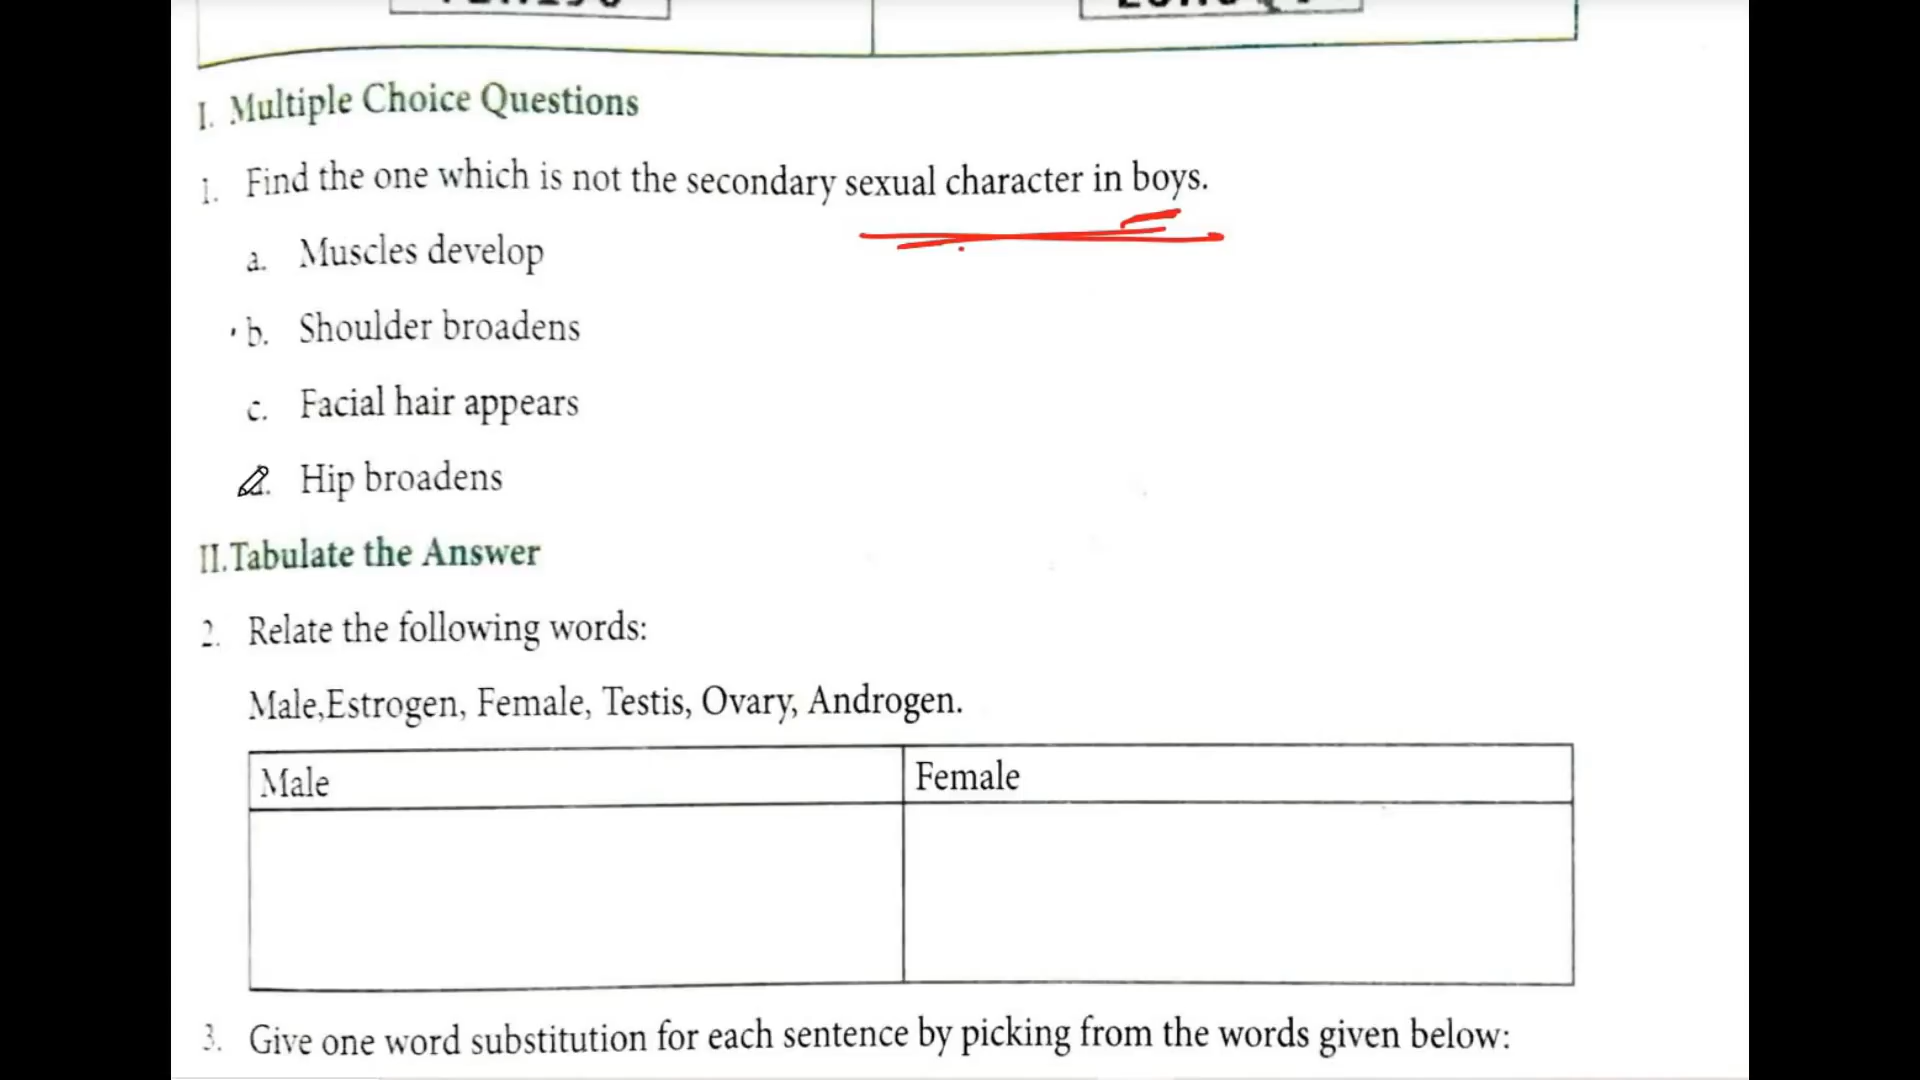 I. Multiple Choice Questions
1. Find the one which is not the secondary sexual character in boys.
a. Muscles develop
b. Shoulder broadens
c. Facial hair appears
d. Hip broadens
II.Tabulate the Answer
2. Relate the following words:
Male,Estrogen, Female, Testis, Ovary, Androgen.
Male Female
3. Give one word substitution for each sentence by picking from the words given below: